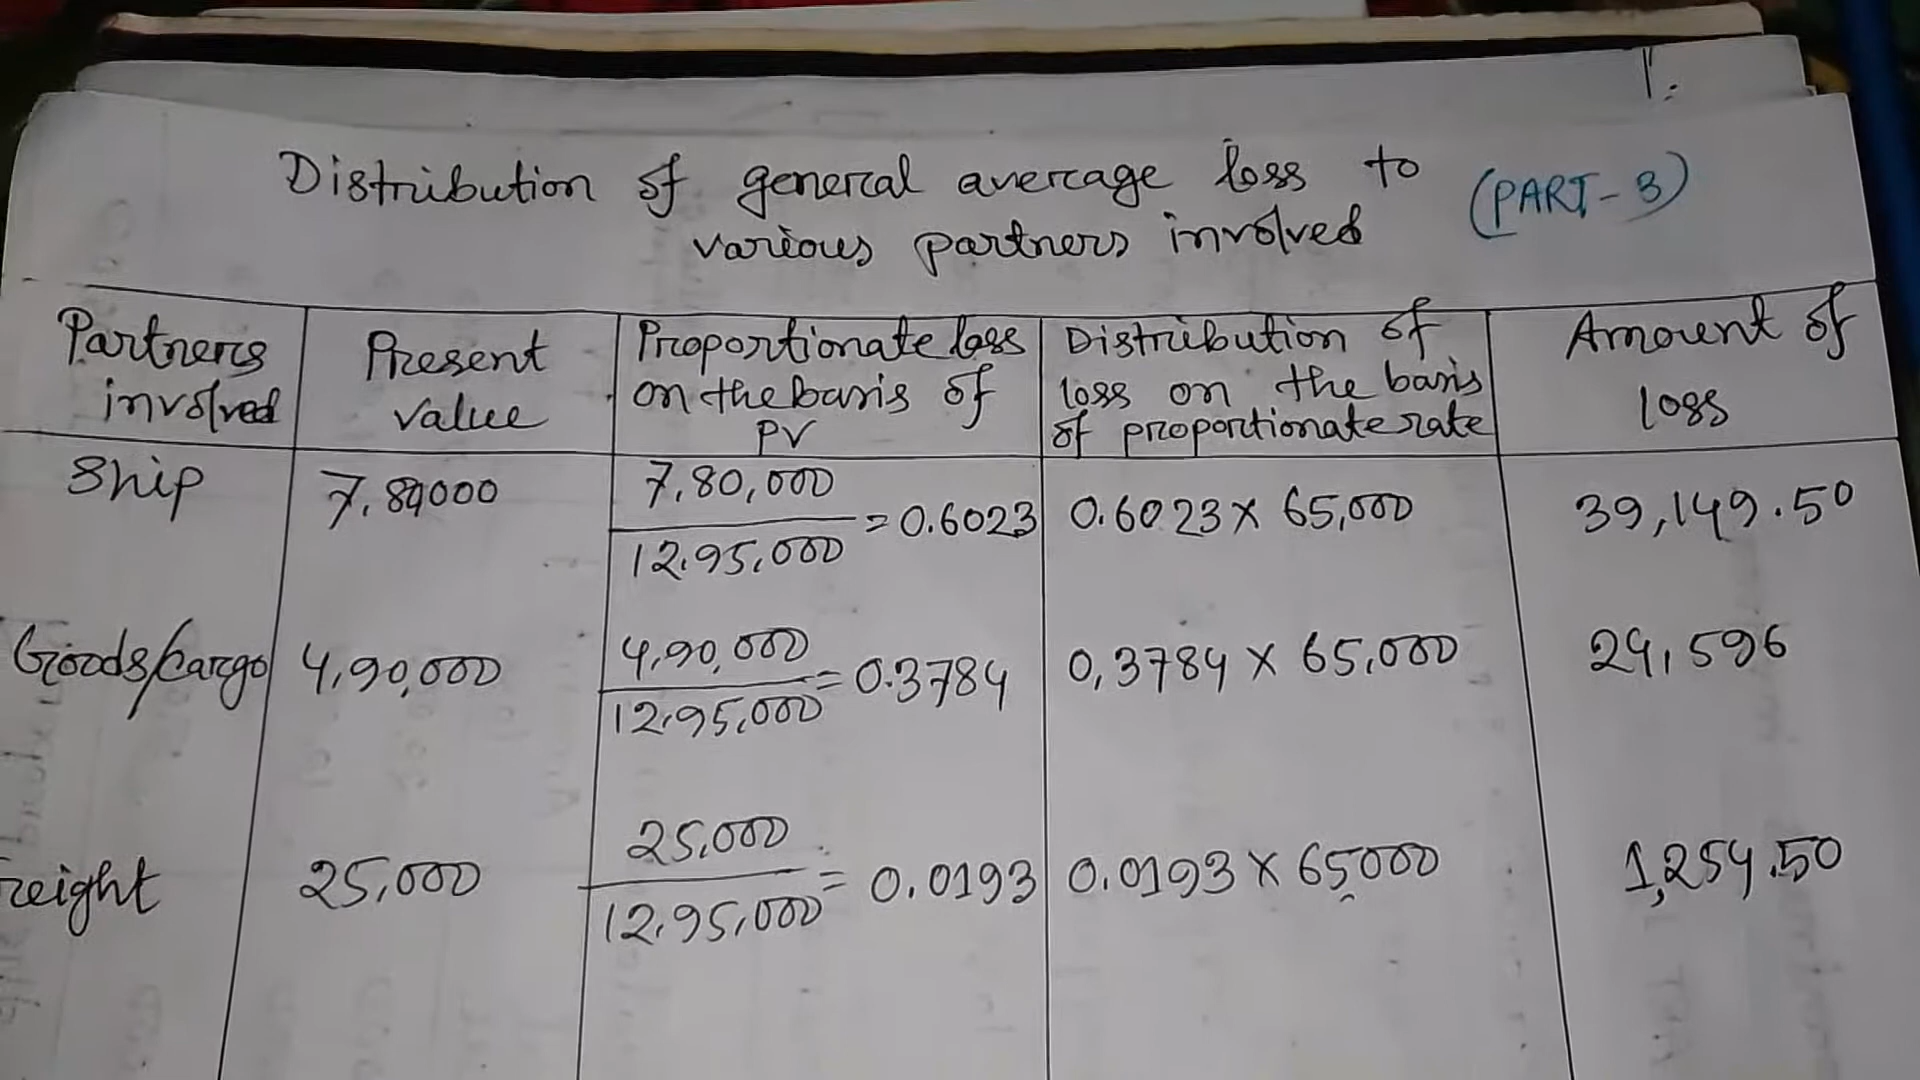 Distribution of general average loss to
various partners involved (PART-3)
Partners involved
Present value
Proportionate loss on the basis of PV
Distribution of loss on the basis of proportionate rate
Amount of loss
Ship
7,80,000
7,80,000
12,95,000
=0.6023
0.6023 x 65,000
39,149.50
Goods/Cargo
4,90,000
4,90,000
12,95,000
= 0.3784
0,3784 x 65,000
24,596
reight
25,000
25,000
12,95,000
= 0.0193
0.0193 x 65000
1,254.50